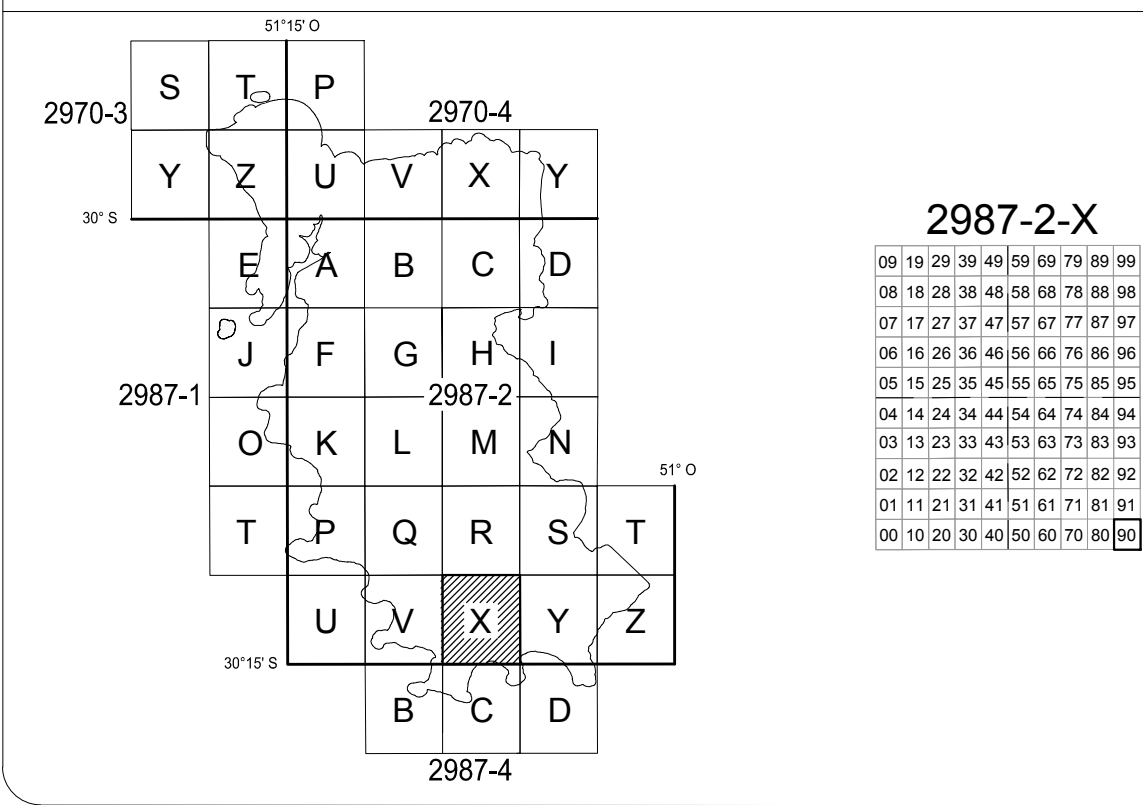 51°15' O
S T P
2970-3 2970-4
Y Z U V X Y
30° S
E A B C D
J F G H I
2987-1 2987-2
O K L M N
51° O
T P Q R S T
U V X Y Z
30°15' S
B C D
2987-4
2987-2-X
09 19 29 39 49 59 69 79 89 99
08 18 28 38 48 58 68 78 88 98
07 17 27 37 47 57 67 77 87 97
06 16 26 36 46 56 66 76 86 96
05 15 25 35 45 55 65 75 85 95
04 14 24 34 44 54 64 74 84 94
03 13 23 33 43 53 63 73 83 93
02 12 22 32 42 52 62 72 82 92
01 11 21 31 41 51 61 71 81 91
00 10 20 30 40 50 60 70 80 90